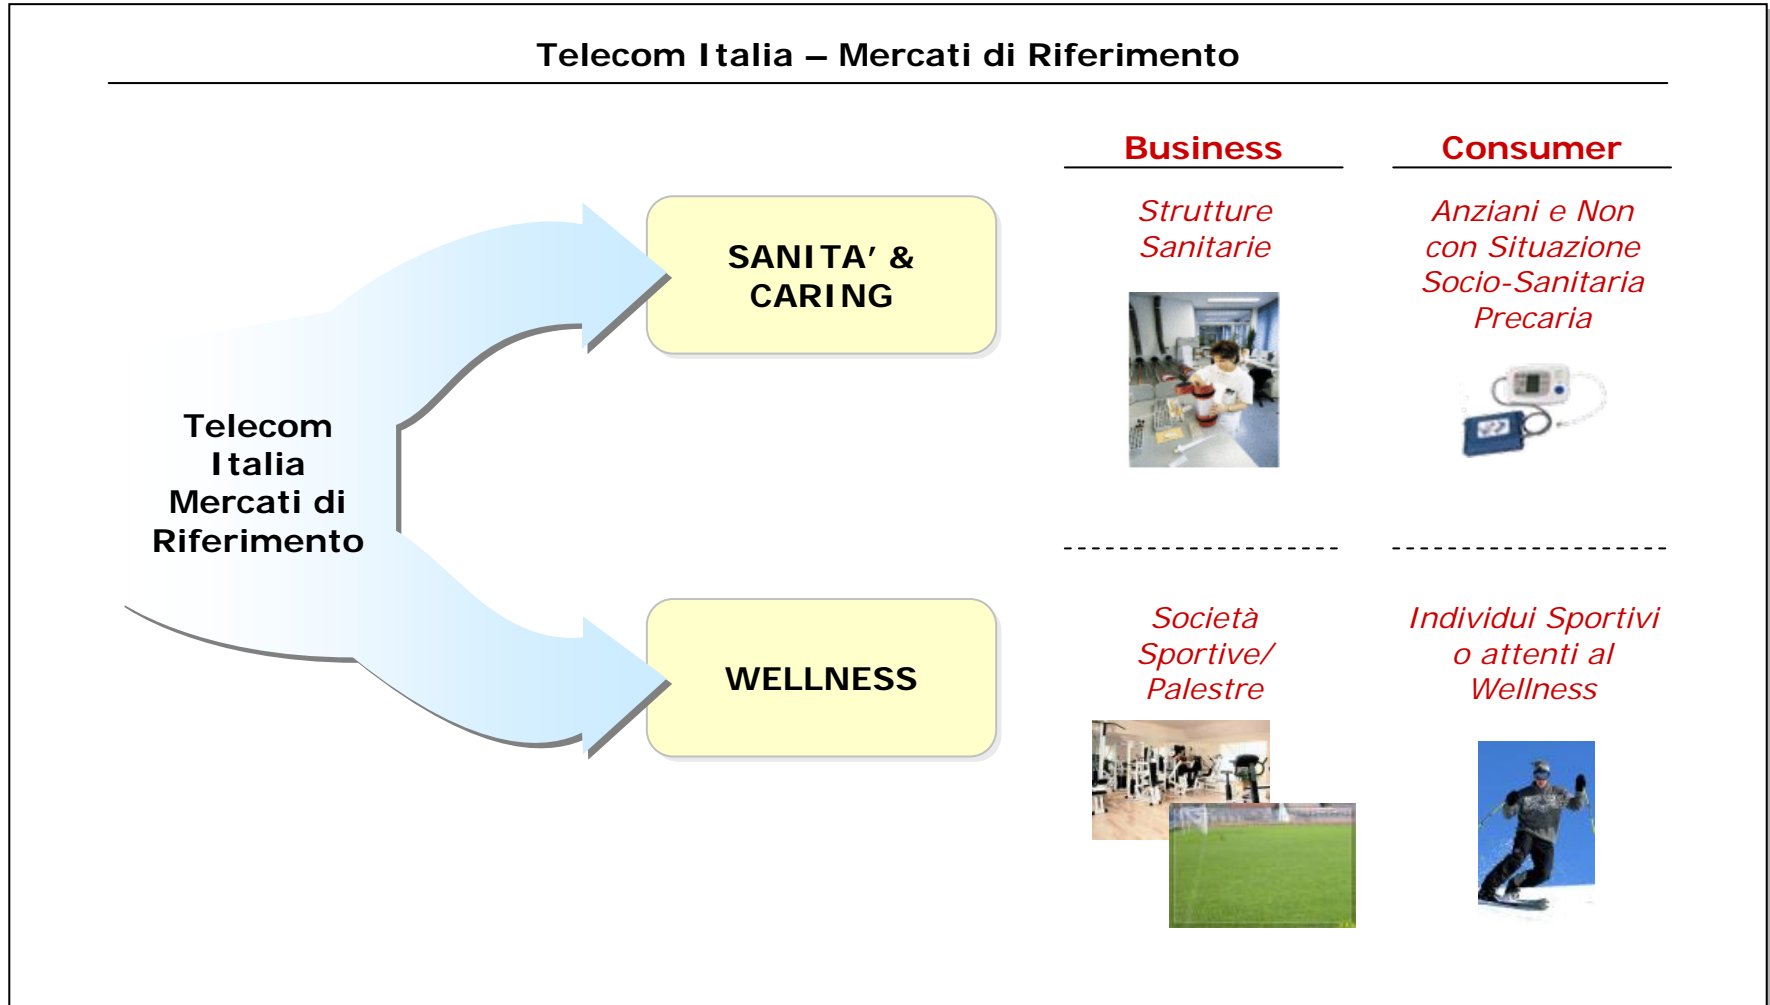 Telecom Italia – Mercati di Riferimento
Business
Consumer
Telecom
Italia
Mercati di
Riferimento
SANITA’ &
CARING
Strutture
Sanitarie
Anziani e Non
con Situazione
Socio-Sanitaria
Precaria
WELLNESS
Società
Sportive/
Palestre
Individui Sportivi
o attenti al
Wellness